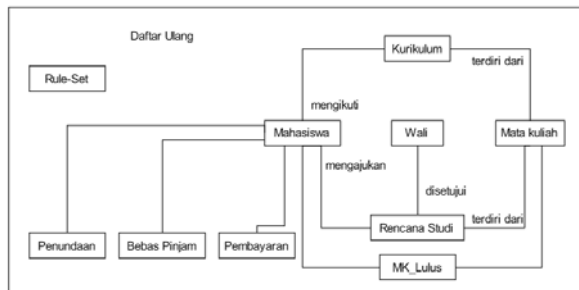 Daftar Ulang
Kurikulum
terdiri dari
Rule-Set
mengikuti
Mahasiswa
Wali
Mata kuliah
mengajukan
disetujui
Penundaan
Bebas Pinjam
Pembayaran
Rencana Studi
terdiri dari
MK_Lulus